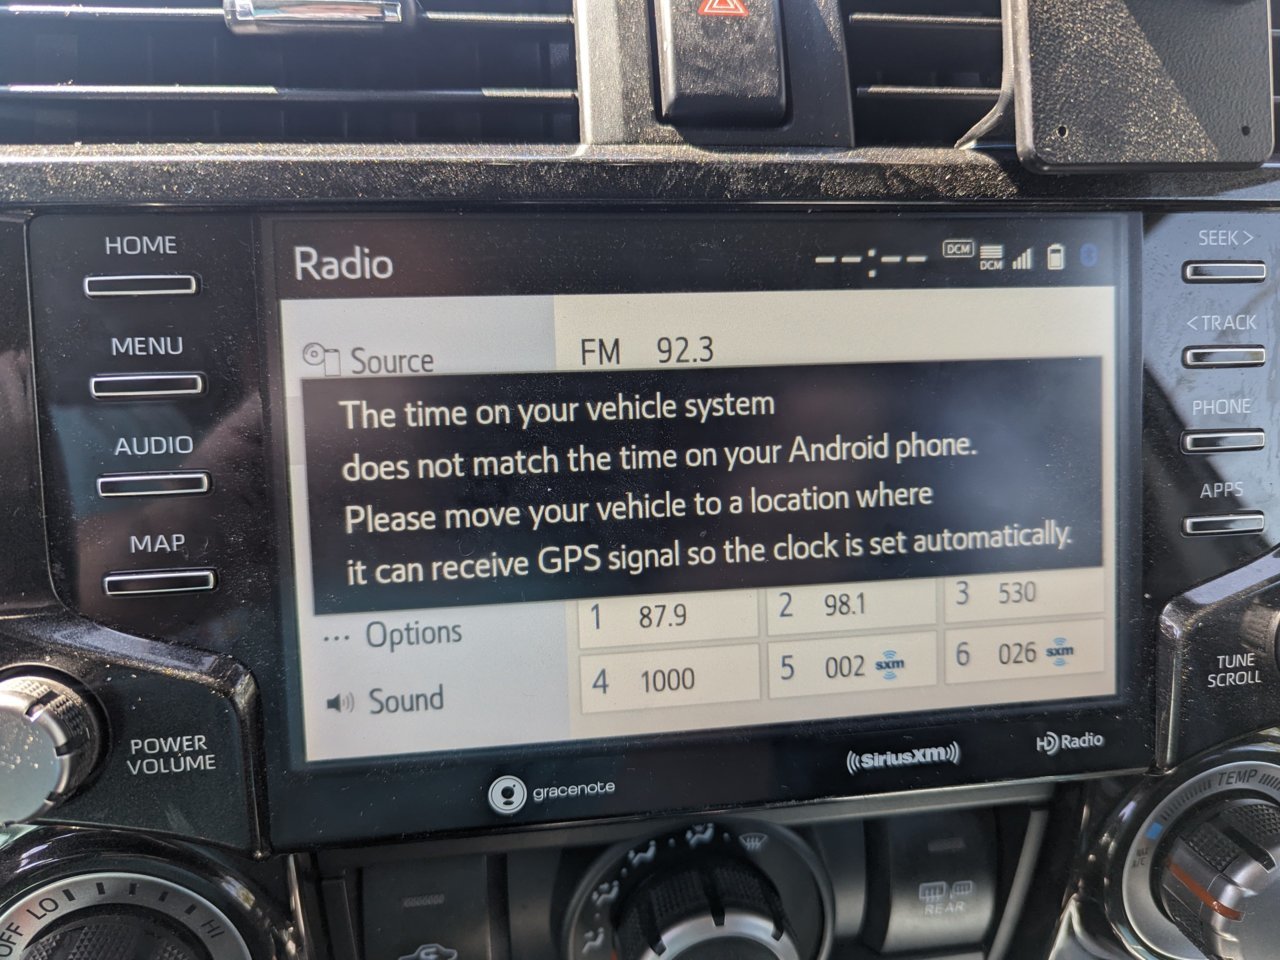 HOME
MENU
AUDIO
MAP
POWER
VOLUME
Radio
--:--
DCM
DCM
Source
FM 92.3
The time on your vehicle system
does not match the time on your Android phone.
Please move your vehicle to a location where
it can receive GPS signal so the clock is set automatically.
... Options
Sound
1 87.9
2 98.1
3 530
4 1000
5 002 sxm
6 026 sxm
gracenote
((SiriusXM))
HD Radio
SEEK >
< TRACK
PHONE
APPS
TUNE
SCROLL
TEMP
OFF LO HI
REAR